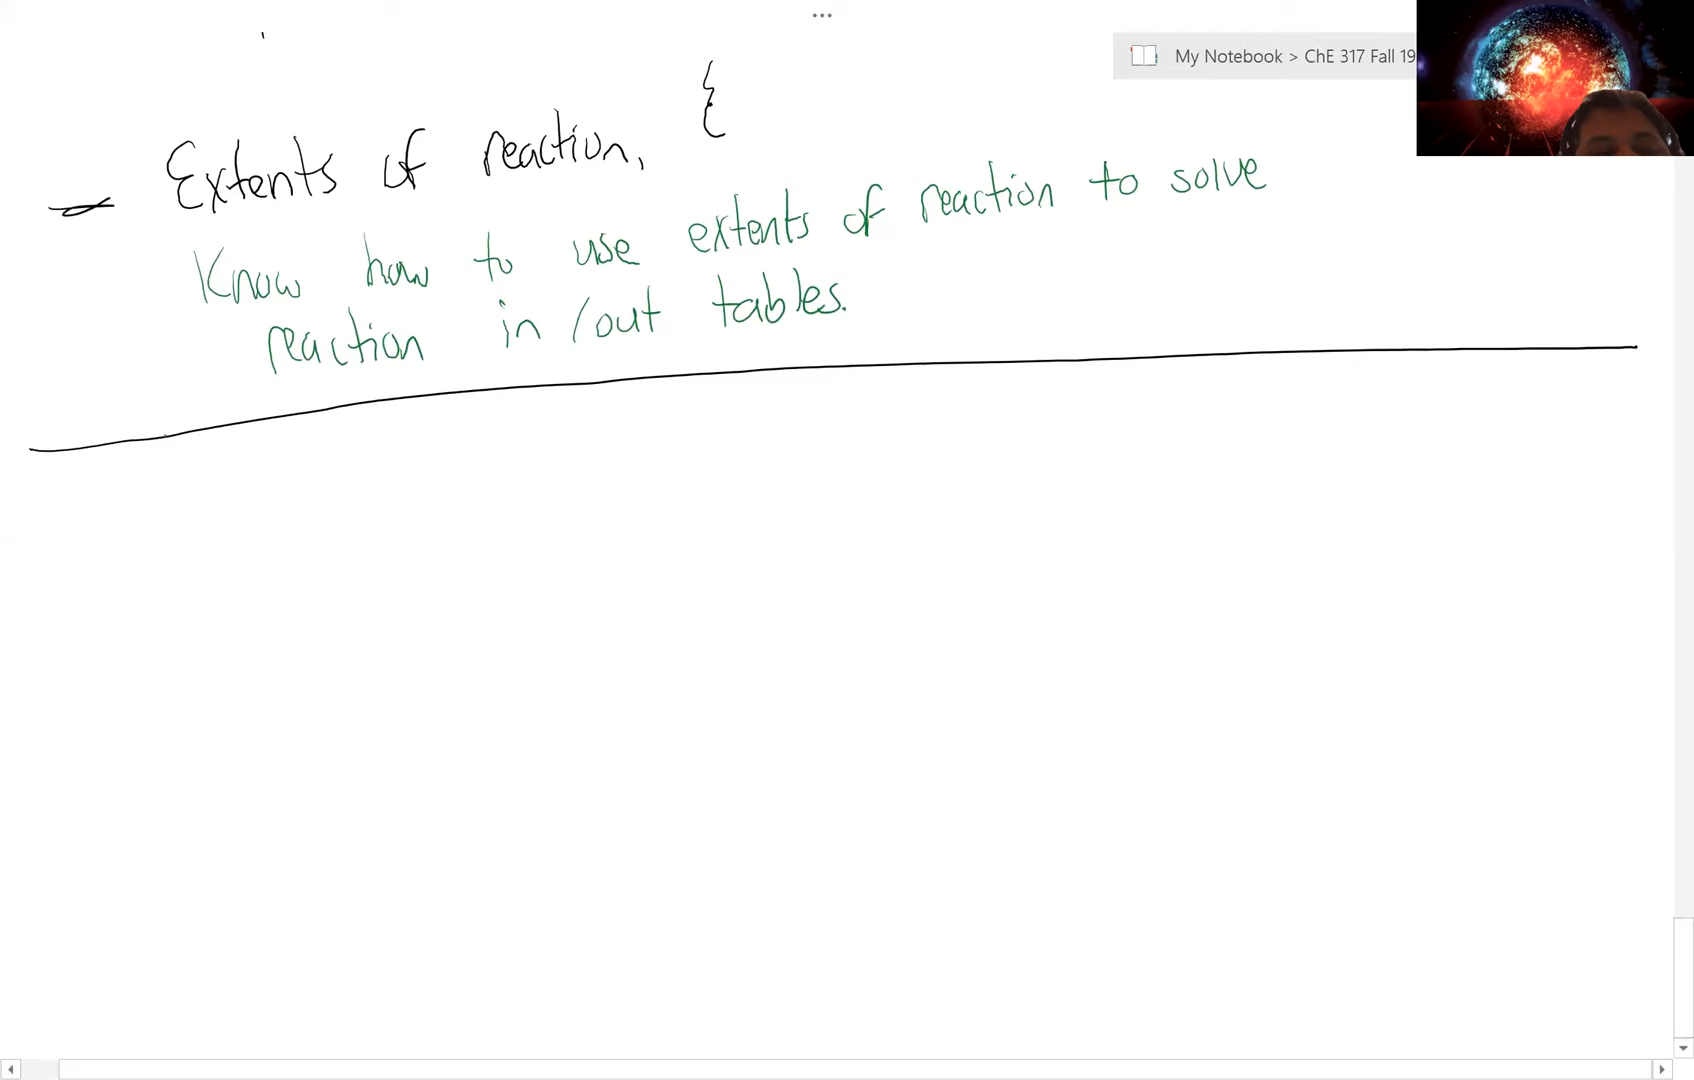 My Notebook > ChE 317 Fall 19
Extents of reaction, ξ
Know how to use extents of reaction to solve
reaction in/out tables.